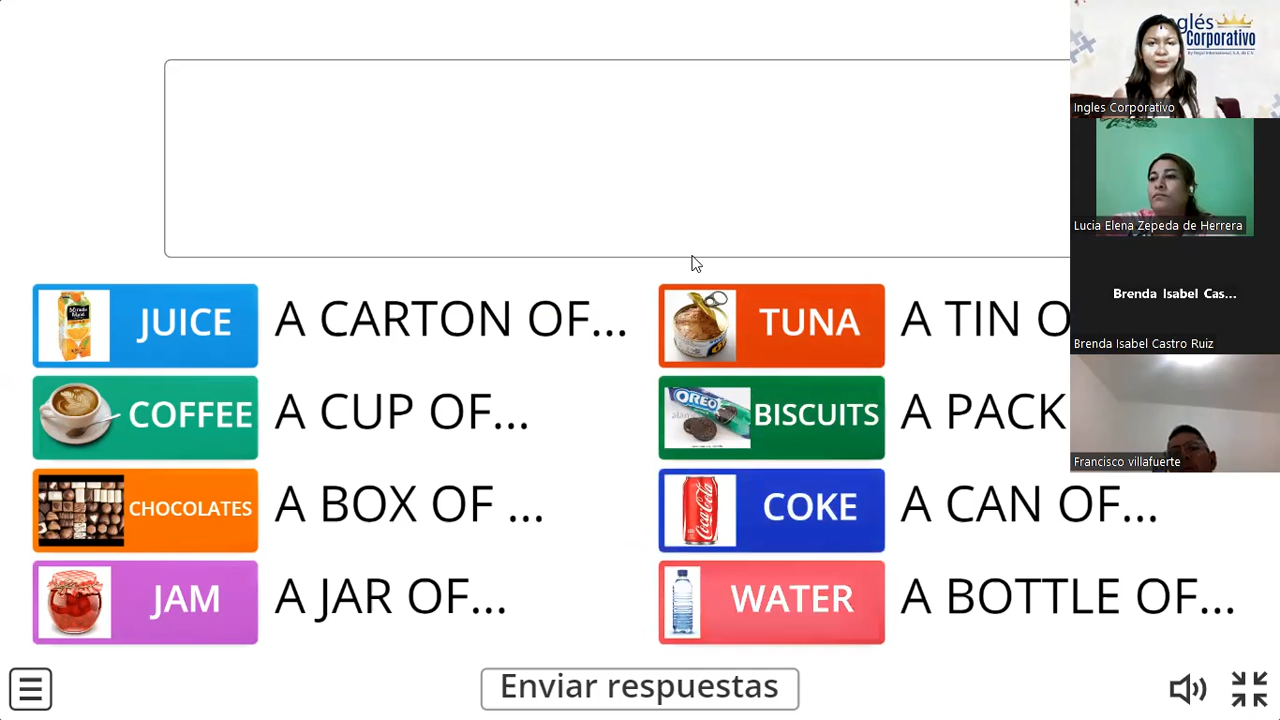 Inglés
Corporativo
Ingles Corporativo
Lucia Elena Zepeda de Herrera
Brenda Isabel Cas...
Brenda Isabel Castro Ruiz
Francisco villafuerte
JUICE A CARTON OF...
COFFEE A CUP OF...
CHOCOLATES A BOX OF ...
JAM A JAR OF...
TUNA A TIN O
OREO
BISCUITS A PACK
Coca-Cola
COKE A CAN OF...
WATER A BOTTLE OF...
Enviar respuestas